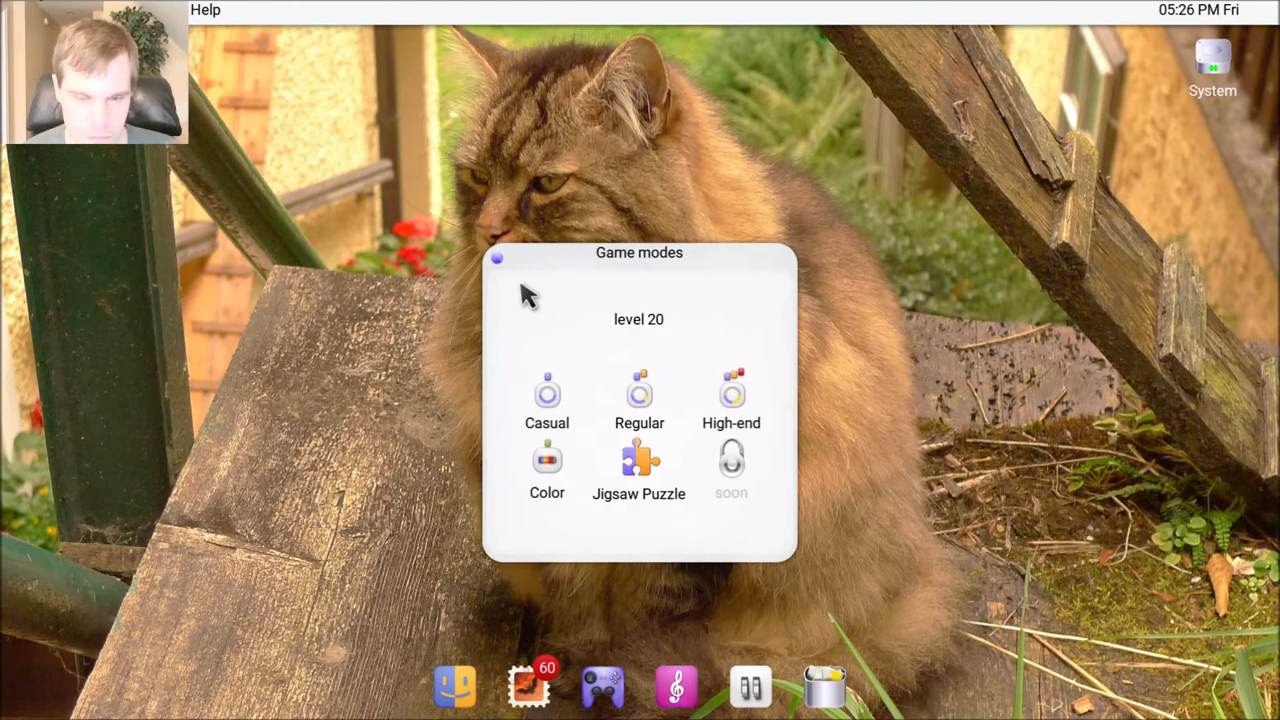 Help
05:26 PM Fri
System
Game modes
level 20
Casual
Regular
High-end
Color
Jigsaw Puzzle
soon
60